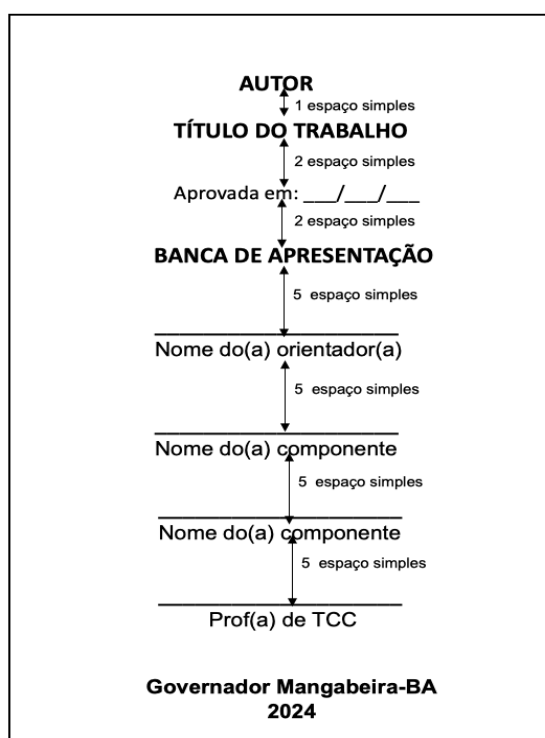 AUTOR
1 espaço simples
TÍTULO DO TRABALHO
2 espaço simples
Aprovada em: ___/___/___
2 espaço simples
BANCA DE APRESENTAÇÃO
5 espaço simples
Nome do(a) orientador(a)
5 espaço simples
Nome do(a) componente
5 espaço simples
Nome do(a) componente
5 espaço simples
Prof(a) de TCC
Governador Mangabeira-BA
2024